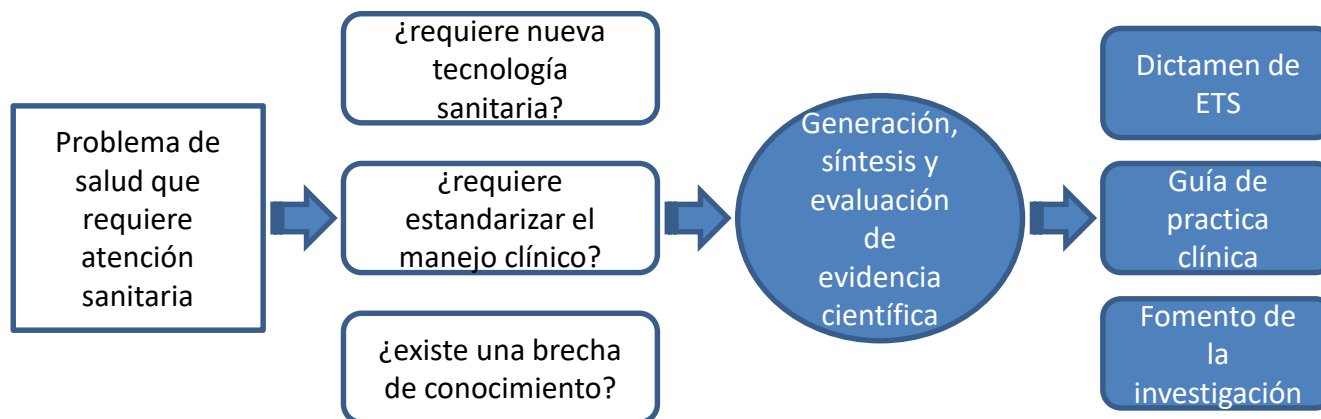 Problema de
salud que
requiere
atención
sanitaria
¿requiere nueva
tecnología
sanitaria?
¿requiere
estandarizar el
manejo clínico?
¿existe una brecha
de conocimiento?
Generación,
síntesis y
evaluación
de
evidencia
científica
Dictamen de
ETS
Guía de
practica
clínica
Fomento de
la
investigación